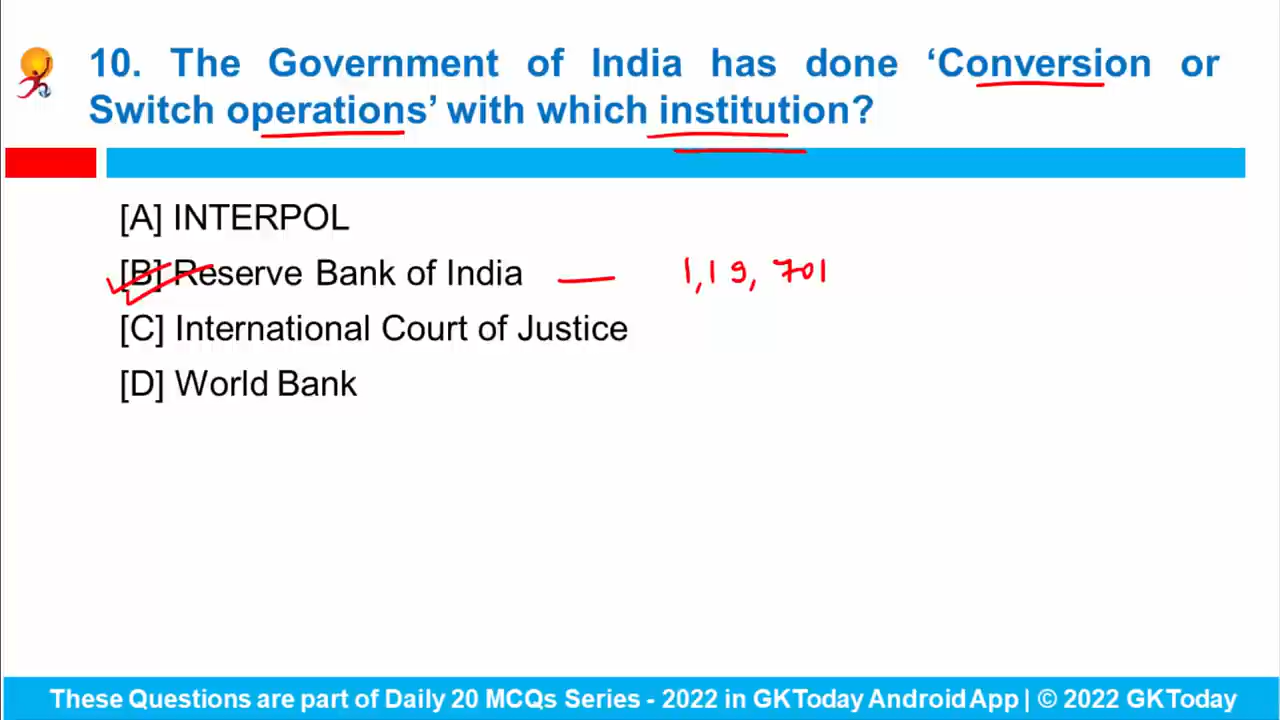 10. The Government of India has done ‘Conversion or
Switch operations’ with which institution?
[A] INTERPOL
[B] Reserve Bank of India — 1,19,701
[C] International Court of Justice
[D] World Bank
These Questions are part of Daily 20 MCQs Series - 2022 in GKToday Android App | © 2022 GKToday